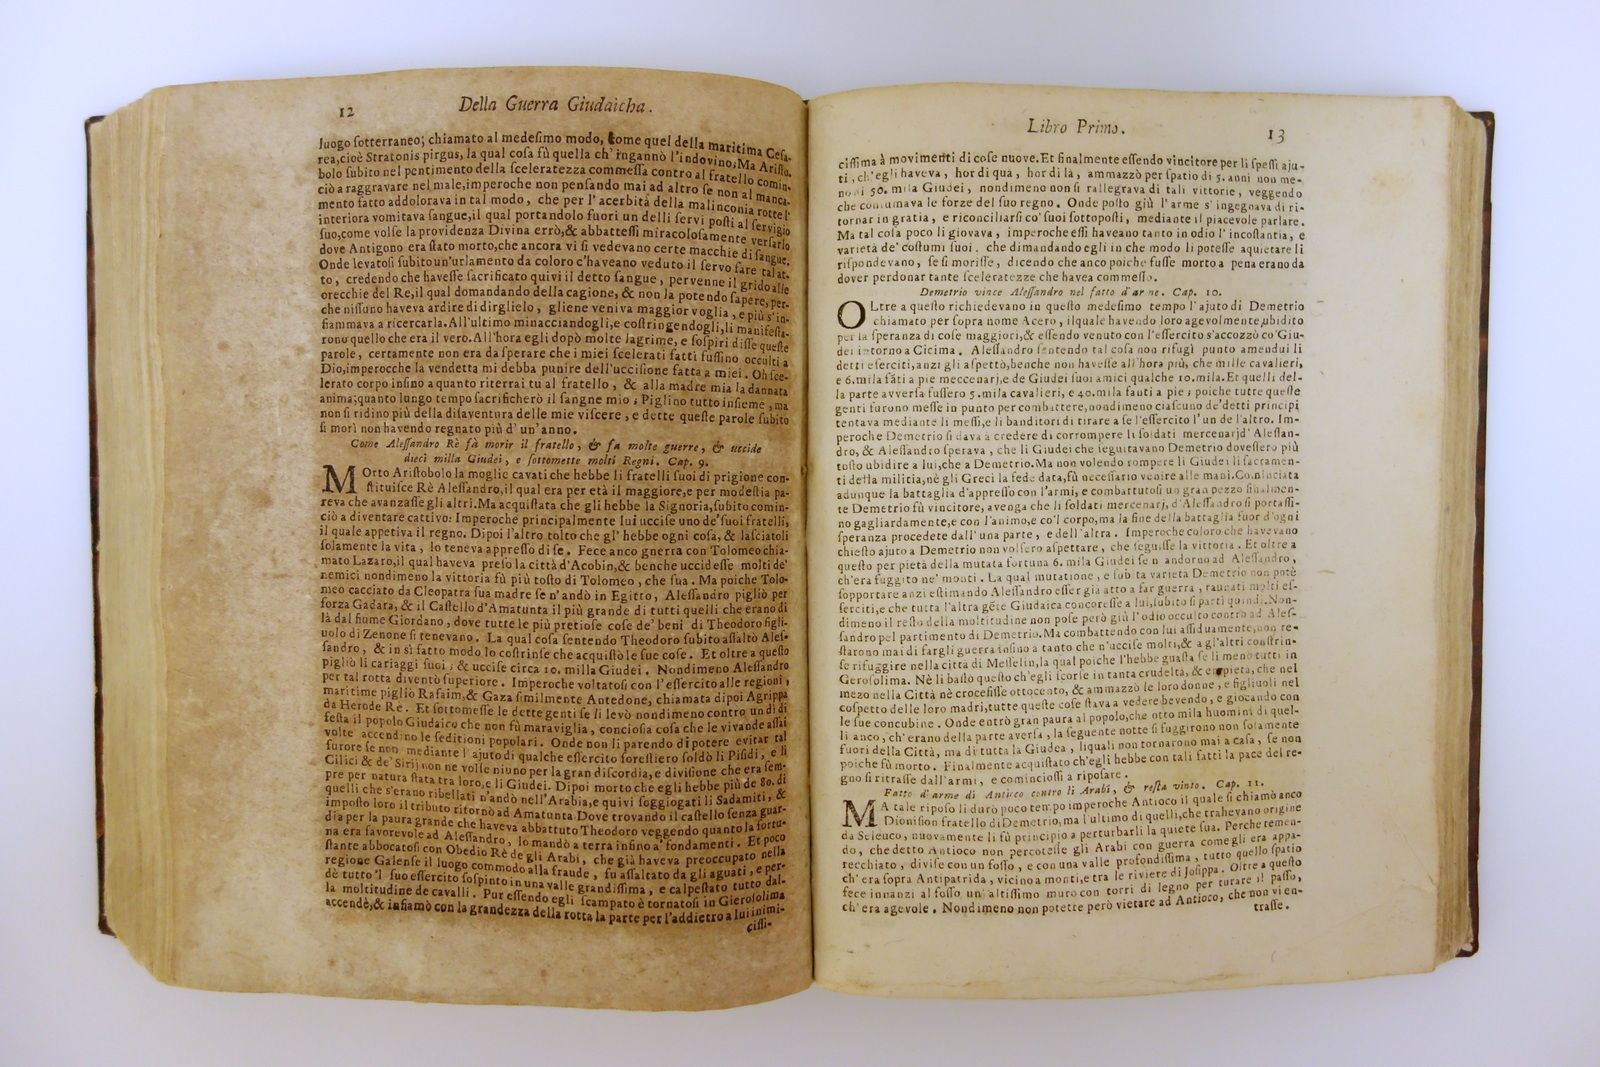 12 Della Guerra Giudaicha.
luogo ſotterraneo; chiamato al medeſimo modo, come quel della maritima Ceſa-
rea,cioè Stratonis pirgus, la qual coſa fù quella ch'ingannò l'indovino;Ma Ariſto-
bolo ſubito nel pentimento della ſceleratezza commeſſa contro al fratello comin-
ciò a raggravare nel male,imperoche non penſando mai ad altro ſe non al manca-
mento fatto addolorava in tal modo, che per l'acerbità della malinconia rotte l'
interiora vomitava ſangue,il qual portandolo fuori un delli ſervi poſti al ſervigio
ſuo,come volſe la providenza Divina errò,& abbatteſſi miracoloſamente verſarlo
dove Antigono era ſtato morto,che ancora vi ſi vedevano certe macchie di ſangue.
Onde levatoſi ſubito un'urlamento da coloro c'haveano veduto il ſervo fare tal at-
to, credendo che haveſſe ſacrificato quivi il detto ſangue, pervenne il grido alle
orecchie del Re,il qual domandando della cagione, & non la potendo ſapere, per-
che niſſuno haveva ardire di dirglielo, gliene veniva maggior voglia, e più s'in-
fiammava a ricercarla.All'ultimo minacciandogli,e coſtringendogli,li manifeſta-
rono quello che era il vero.All'hora egli dopò molte lagrime, e ſoſpiri diſſe queſte
parole, certamente non era da ſperare che i miei ſcelerati fatti fuſſino occulti a
Dio,imperocche la vendetta mi debba punire dell'ucciſione fatta a miei. Oh ſce-
lerato corpo inſino a quanto riterrai tu al fratello, & alla madre mia la dannata
anima;quanto lungo tempo ſacrificherò il ſangne mio; Piglino tutto inſieme, ma
non ſi ridino più della diſaventura delle mie viſcere, e dette queſte parole ſubito
ſi morì non havendo regnato più d'un'anno.
Come Aleſſandro Rè fà morir il fratello, & fa molte guerre, & uccide
dieci milla Giudei, e ſottomette molti Regni. Cap. 9.
MOtto Ariſtobolo la moglie cavati che hebbe li fratelli ſuoi di prigione con-
ſtituiſce Rè Aleſſandro,il qual era per età il maggiore,e per modeſtia pa-
reva che avanzaſſe gli altri.Ma acquiſtata che gli hebbe la Signoria,ſubito comin-
ciò a diventare cattivo: Imperoche principalmente lui ucciſe uno de'ſuoi fratelli,
il quale appetiva il regno. Dipoi l'altro tolto che gl'hebbe ogni coſa, & laſciatoli
ſolamente la vita, lo teneva appreſſo di ſe. Fece anco gnerra con Tolomeo chia-
mato Lazaro,il qual haveva preſo la città d'Acobin,& benche uccideſſe molti de'
nemici nondimeno la vittoria fù più toſto di Tolomeo, che ſua. Ma poiche Tolo-
meo cacciato da Cleopatra ſua madre ſe n'andò in Egitto, Aleſſandro pigliò per
forza Gadara, & il Caſtello d'Amatunta il più grande di tutti quelli che erano di
là dal fiume Giordano, dove tutte le più pretioſe coſe de' beni di Theodoro figli-
uolo di Zenone ſi tenevano. La qual coſa ſentendo Theodoro ſubito aſſaltò Aleſ-
ſandro, & in sì fatto modo lo coſtrinſe che acquiſtò le ſue coſe. Et oltre a queſto
pigliò li cariaggi ſuoi; & ucciſe circa 10. milla Giudei. Nondimeno Aleſſandro
per tal rotta diventò ſuperiore. Imperoche voltatoſi con l'eſſercito alle regioni,
maritime pigliò Rafaim,& Gaza ſimilmente Antedone, chiamata dipoi Agrippa
da Herode Rè. Et ſottomeſſe le dette genti ſe ſi levò nondimeno contro un dì di
feſta il popolo Giudaico che non fù maraviglia, concioſia coſa che le vivande aſſai
volte accendono le ſeditioni popolari. Onde non li parendo di potere evitar tal
furore ſe non mediante l'ajuto di qualche eſſercito foreſtiero ſoldò li Piſidi, e li
Cilici & de'Sirij non ne volſe niuno per la gran diſcordia,e diviſione che era ſem-
pre per natura ſtata tra loro,e li Giudei. Dipoi morto che egli hebbe più de 80. di
quelli che s'erano ribellati n'andò nell'Arabia,e quivi ſoggiogati li Sadamiti, &
impoſto loro il tributo ritornò ad Amatunta Dove trovando il caſtello ſenza guar-
dia per la paura grande che haveva abbattuto Theodoro veggendo quanto la fortu-
na era favorevole ad Aleſſandro, lo mandò a terra inſino a' fondamenti. Et poco
ſtante abboccatoſi con Obedio Rè de gli Arabi, che già haveva preoccupato nella
regione Galenſe il luogo commodo alla fraude, fu aſſaltato da gli aguati, e per-
dè tutto'l ſuo eſſercito ſoſpinto in una valle grandiſſima, e calpeſtato tutto dal-
la moltitudine de cavalli. Pur eſſendo egli ſcampato è tornatoſi in Gieroſolima
accendè,& infiamò con la grandezza della rotta la parte per l'addietro a lui inimi-
ciſſi-
Libro Primo. 13
ciſſima à movimenti di coſe nuove.Et finalmente eſſendo vincitore per li ſpeſſi aju-
ti, ch'egli haveva, hor di qua, hor di là, ammazzò per ſpatio di 5. anni non me-
no di 50. mila Giudei, nondimeno non ſi rallegrava di tali vittorie, veggendo
che conſumava le forze del ſuo regno. Onde poſto giù l'arme s'ingegnava di ri-
tornar in gratia, e riconciliarſi co'ſuoi ſottopoſti, mediante il piacevole parlare.
Ma tal coſa poco li giovava, imperoche eſſi haveano tanto in odio l'incoſtantia, e
varietà de' coſtumi ſuoi. che dimandando egli in che modo li poteſſe aquietare li
riſpondevano, ſe ſi moriſſe, dicendo che anco poiche fuſſe morto a pena erano da
dover perdonar tante ſceleratezze che havea commeſſo.
Demetrio vince Aleſſandro nel fatto d'arme. Cap. 10.
OLtre a queſto richiedevano in queſto medeſimo tempo l'ajuto di Demetrio
chiamato per ſopra nome Acero, il quale havendo loro agevolmente ubidito
per la ſperanza di coſe maggiori,& eſſendo venuto con l'eſſercito s'accozzò co'Giu-
dei intorno a Cicima. Aleſſandro ſentendo tal coſa non rifugì punto amendui li
detti eſerciti,anzi gli aſpettò,benche non haveſſe all'hora più, che mille cavalieri,
e 6.mila fāti a piè meccenarj,e de Giudei ſuoi amici qualche 10.mila.Et quelli del-
la parte avverſa fuſſero 5.mila cavalieri, e 40.mila fanti a piè; poiche tutte queſte
genti furono meſſe in punto per combattere,nondimeno ciaſcuno de'detti principi
tentava mediante li meſſi,e li banditori di tirare a ſe l'eſſercito l'un de l'altro. Im-
peroche Demetrio ſi dava à credere di corrompere li ſoldati mercenarj d'Aleſſan-
dro,& Aleſſandro ſperava, che li Giudei che ſeguitavano Demetrio doveſſero più
toſto ubidire a lui,che a Demetrio.Ma non volendo rompere li Giudei li ſacramen-
ti della militia,nè gli Greci la fede data,fù neceſſario venire alle mani.Cominciata
adunque la battaglia d'appreſſo con l'armi, e combattutoſi un gran pezzo finalmen-
te Demetrio fù vincitore, avenga che li ſoldati mercenarj, d'Aleſſandro ſi portaſſi-
no gagliardamente,e con l'animo,e co'l corpo,ma la fine della battaglia fuor d'ogni
ſperanza procedete dall'una parte, e dell'altra. Imperoche coloro che havevano
chieſto ajuto a Demetrio non volſero aſpettare, che ſeguiſſe la vittoria. Et oltre a
queſto per pietà della mutata fortuna 6. mila Giudei ſe n andorno ad Aleſſandro,
ch'era fuggito ne' monti. La qual mutatione, e ſubita varietà Demetrio non potè
ſopportare anzi eſtimando Aleſſandro eſſer già atto a far guerra, raunati molti eſ-
ſerciti,e che tutta l'altra gēte Giudaica concoreſſe a lui,ſubito ſi partì quindi.Non-
dimeno il reſto della moltitudine non poſe però giù l'odio occulto contro ad Aleſ-
ſandro pel partimento di Demetrio.Ma combattendo con lui aſſiduamente,non re-
ſtarono mai di fargli guerra inſino a tanto che n'ucciſe molti,& a gl'altri conſtrin-
ſe rifuggire nella città di Meſſelin,la qual poiche l'hebbe guaſta ſe li menò tutti in
Geroſolima. Nè li baſtò queſto ch'egli ſcorſe in tanta crudeltà, & empietà, che nel
mezo nella Città nè crocefiſſe ottocento, & ammazzò le loro donne, e figliuoli nel
coſpetto delle loro madri,tutte queſte coſe ſtava a vedere bevendo, e giocando con
le ſue concubine. Onde entrò gran paura al popolo,che otto mila huomini di quel-
li anco, ch'erano della parte averſa, la ſeguente notte ſi fuggirono non ſolamente
fuori della Città, ma di tutta la Giudea, li quali non tornarono mai a caſa, ſe non
poiche fù morto. Finalmente acquiſtato ch'egli hebbe con tali fatti la pace del re-
gno ſi ritraſſe dall'armi, e cominciòſſi a ripoſare.
Fatto d'arme di Antioco contro li Arabi, & reſta vinto. Cap. 11.
MA tale ripoſo li durò poco tempo imperoche Antioco il quale ſi chiamò anco
Dioniſion fratello di Demetrio,ma l'ultimo di quelli,che trahevano origine
da Seleuco, nuovamente li fù principio a perturbarli la quiete ſua. Perche temen-
do, che detto Antioco non percoteſſe gli Arabi con guerra come gli era appa-
recchiato, diviſe con un foſſo, e con una valle profondiſſima, tutto quello ſpatio
ch'era ſopra Antipatrida, vicino a monti,e tra le riviere di Joſippa. Oltre a queſto
fece innanzi al foſſo un'altiſſimo muro con torri di legno per turare il paſſo,
ch'era agevole. Nondimeno non potette però vietare ad Antioco, che non vi en-
traſſe.